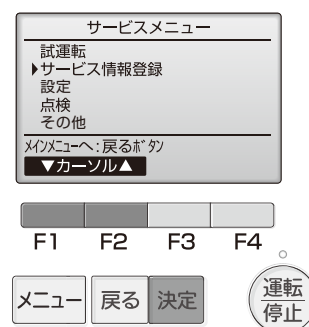 サービスメニュー
試運転
▶サービス情報登録
設定
点検
その他
ﾒｲﾝﾒﾆｭｰへ:戻るﾎﾞﾀﾝ
▼カーソル▲
F1 F2 F3 F4
メニュー 戻る 決定 運転
停止